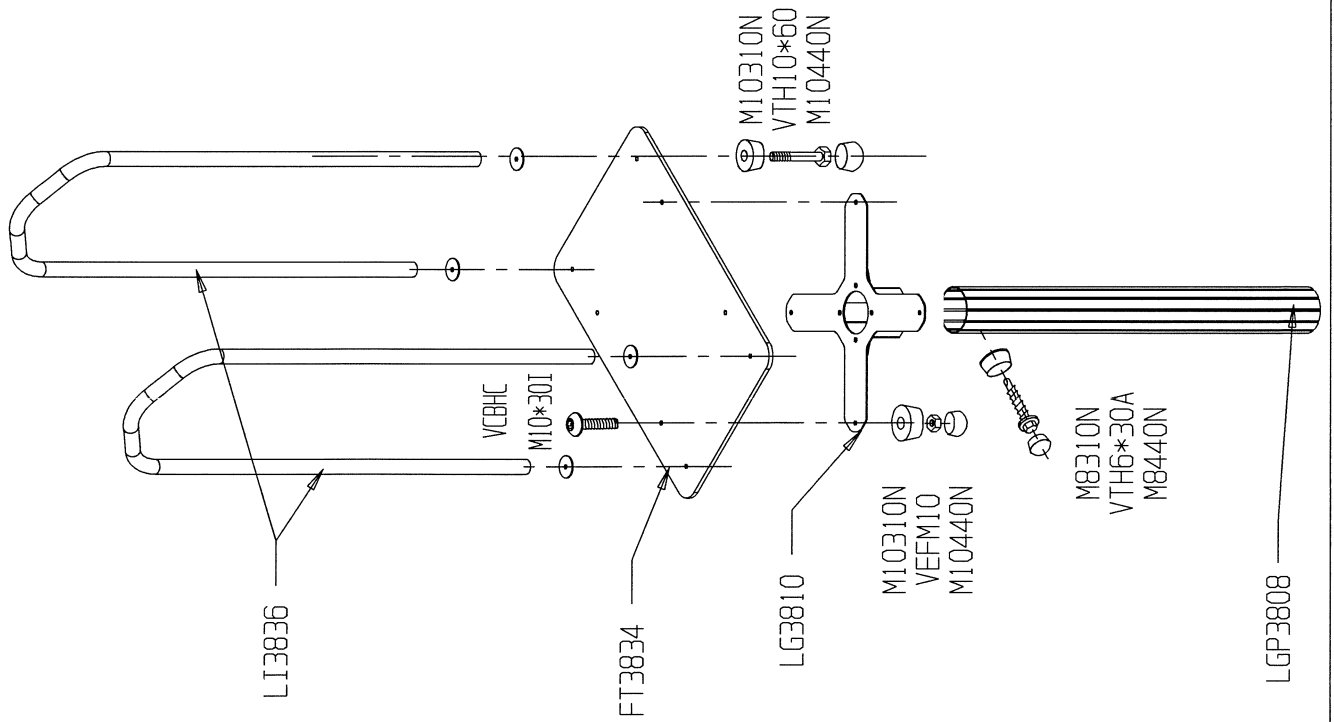 LI3836
VCBHC
M10*30I
M10310N
VTH10*60
M10440N
FT3834
LG3810
M10310N
VEFM10
M10440N
M8310N
VTH6*30A
M8440N
LGP3808